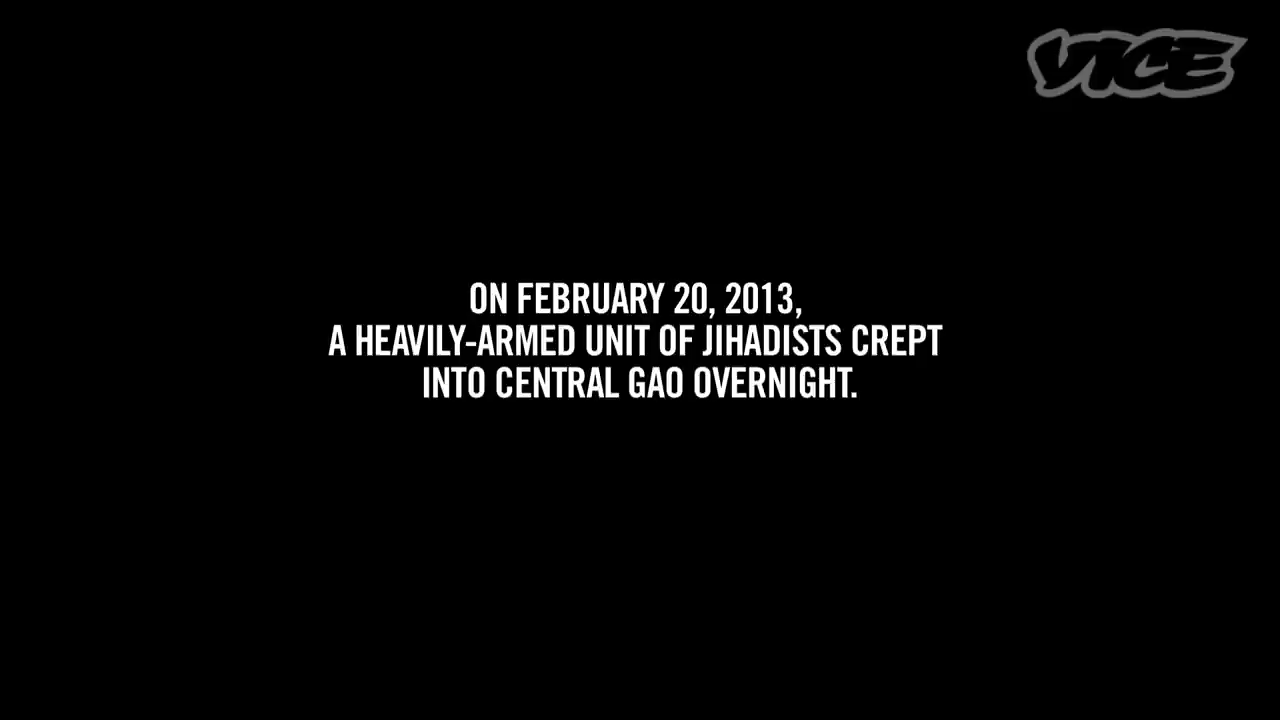 VICE
ON FEBRUARY 20, 2013,
A HEAVILY-ARMED UNIT OF JIHADISTS CREPT
INTO CENTRAL GAO OVERNIGHT.